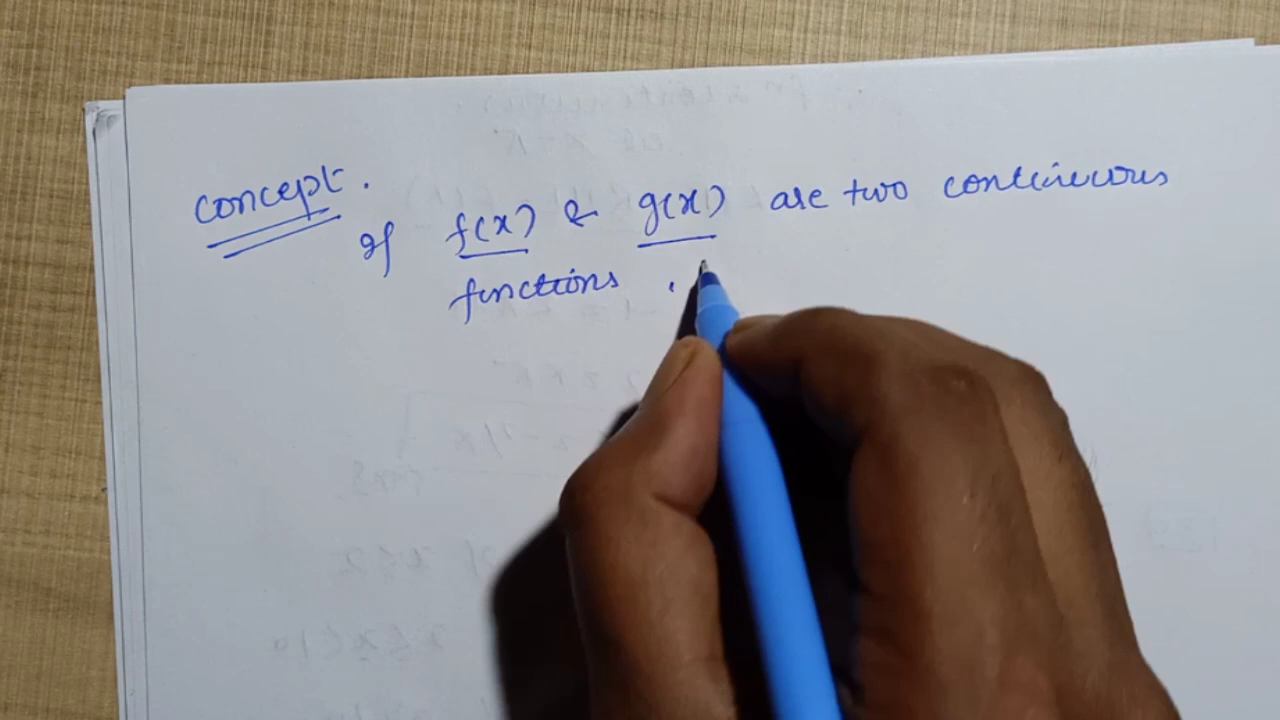 concept.
If f(x) & g(x) are two continuous
functions .